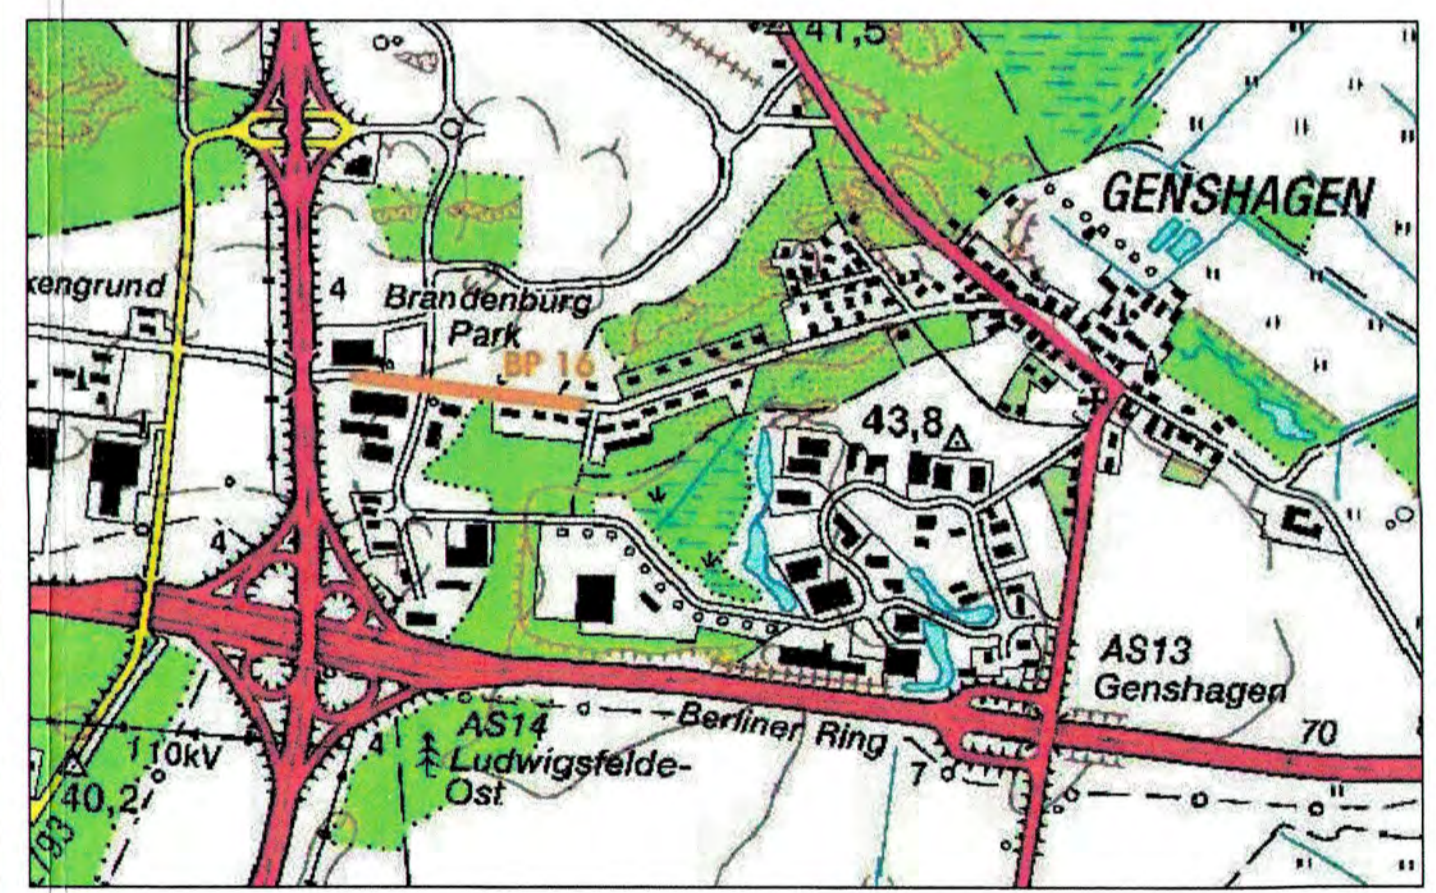 41,5
GENSHAGEN
kengrund
4
Brandenburg
Park
BP 16
43,8
4
AS13
Genshagen
AS14
Ludwigsfelde-
Ost
Berliner Ring
70
110kV
4
7
40,2
793